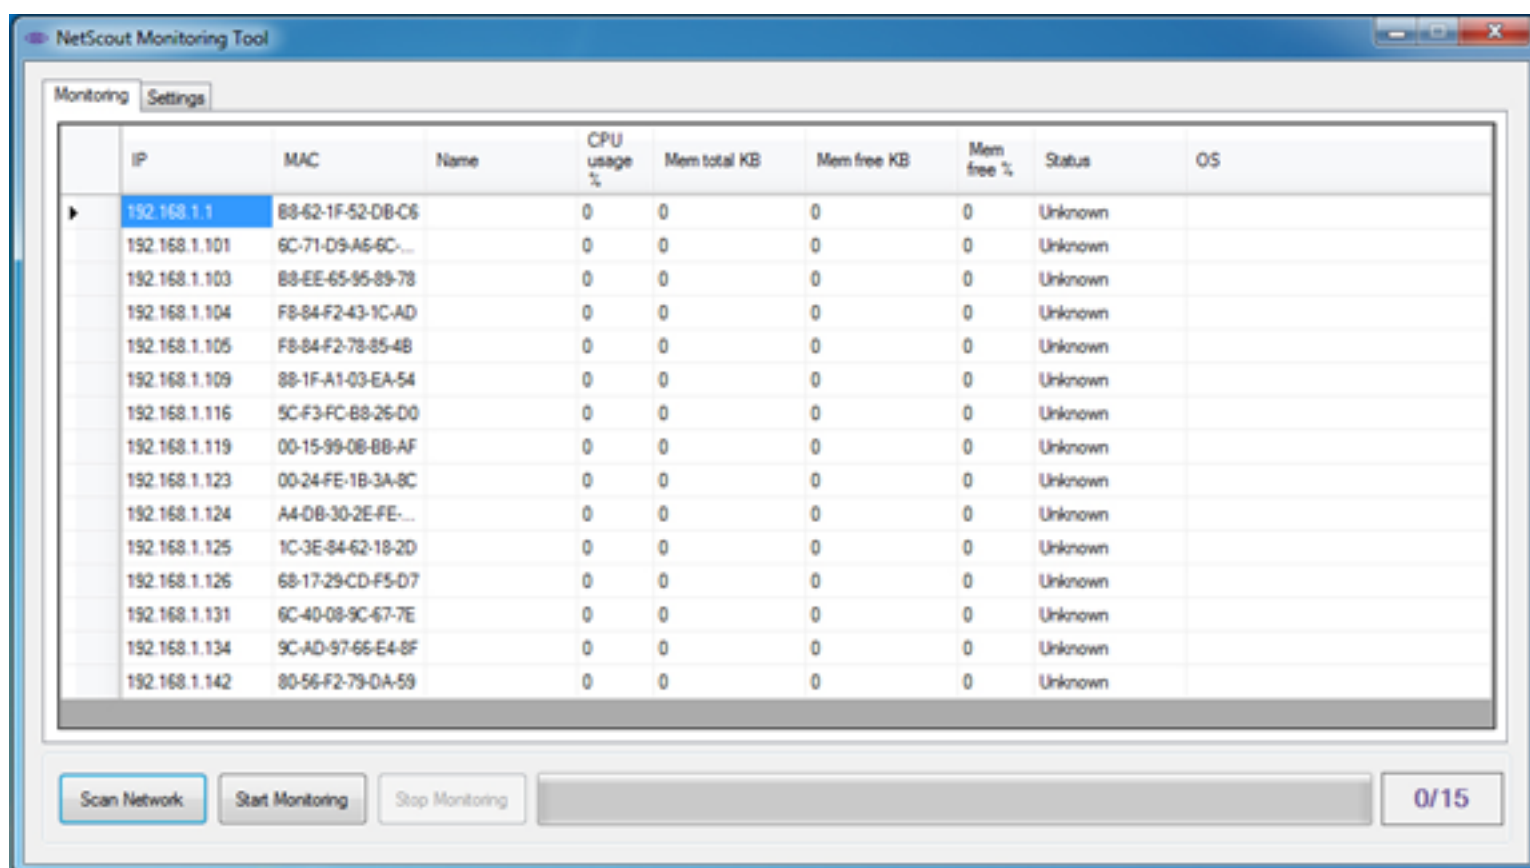 NetScout Monitoring Tool
Monitoring Settings
IP MAC Name CPU usage % Mem total KB Mem free KB Mem free % Status OS
192.168.1.1 B8-62-1F-52-DB-C6 0 0 0 0 Unknown
192.168.1.101 6C-71-D9-A6-6C-... 0 0 0 0 Unknown
192.168.1.103 B8-EE-65-95-89-78 0 0 0 0 Unknown
192.168.1.104 F8-84-F2-43-1C-AD 0 0 0 0 Unknown
192.168.1.105 F8-84-F2-78-85-4B 0 0 0 0 Unknown
192.168.1.109 88-1F-A1-03-EA-54 0 0 0 0 Unknown
192.168.1.116 5C-F3-FC-B8-26-D0 0 0 0 0 Unknown
192.168.1.119 00-15-99-0B-BB-AF 0 0 0 0 Unknown
192.168.1.123 00-24-FE-1B-3A-8C 0 0 0 0 Unknown
192.168.1.124 A4-DB-30-2E-FE-... 0 0 0 0 Unknown
192.168.1.125 1C-3E-84-62-18-2D 0 0 0 0 Unknown
192.168.1.126 68-17-29-CD-F5-D7 0 0 0 0 Unknown
192.168.1.131 6C-40-08-9C-67-7E 0 0 0 0 Unknown
192.168.1.134 9C-AD-97-66-E4-8F 0 0 0 0 Unknown
192.168.1.142 80-56-F2-79-DA-59 0 0 0 0 Unknown
Scan Network Start Monitoring Stop Monitoring 0/15